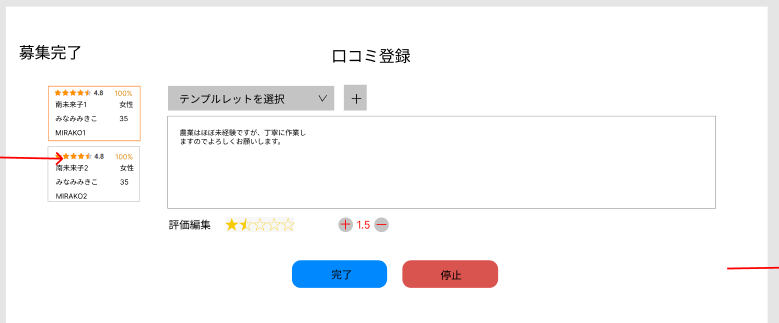 募集完了
口コミ登録
4.8 100%
南未来子1 女性
みなみみきこ 35
MIRAKO1
テンプルレットを選択
農業はほぼ未経験ですが、丁寧に作業し
ますのでよろしくお願いします。
4.8 100%
南未来子2 女性
みなみみきこ 35
MIRAKO2
評価編集 + 1.5 −
完了 停止